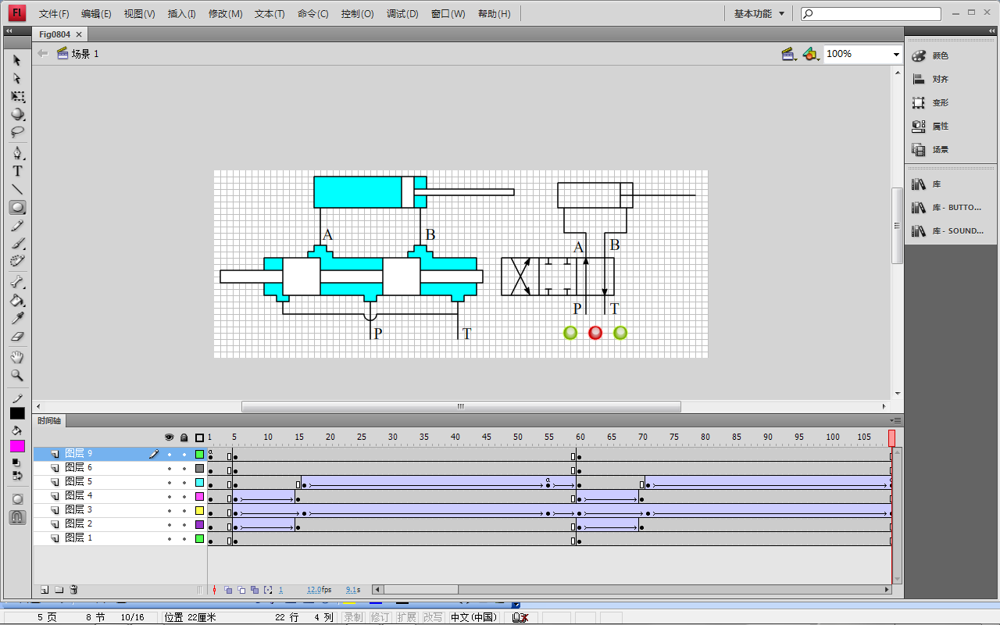 Fl 文件(F) 编辑(E) 视图(V) 插入(I) 修改(M) 文本(T) 命令(C) 控制(O) 调试(D) 窗口(W) 帮助(H) 基本功能
Fig0804
场景 1 100%
颜色
对齐
变形
属性
场景
库
库 - BUTTO...
库 - SOUND...
A B
A B
P T
P T
时间轴
1 5 10 15 20 25 30 35 40 45 50 55 60 65 70 75 80 85 90 95 100 105
图层 9
图层 6
图层 5
图层 4
图层 3
图层 2
图层 1
1 12.0fps 9.1s
5 页 8 节 10/16 位置 22厘米 22 行 4 列 录制 修订 扩展 改写 中文(中国)